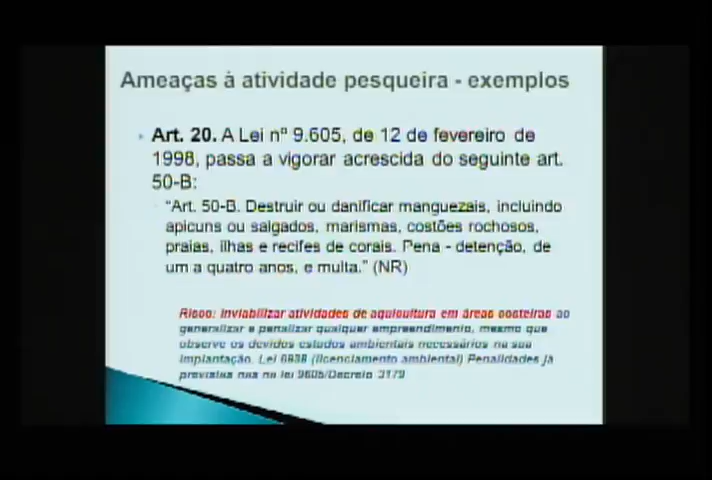 Ameaças á atividade pesqueira - exemplos
Art. 20. A Lei nº 9.605, de 12 de fevereiro de
1998, passa a vigorar acrescida do seguinte art.
50-B:
“Art. 50-B. Destruir ou danificar manguezais, incluindo
apicuns ou salgados, marismas, costões rochosos,
praias, ilhas e recifes de corais. Pena - detenção, de
um a quatro anos, e multa.” (NR)
Risco: Inviabilizar atividades de aquicultura em áreas costeiras ao
generalizar e penalizar qualquer empreendimento, mesmo que
observe os devidos estudos ambientais necessários na sua
implantação. Lei 6938 (licenciamento ambiental) Penalidades já
previstas na lei 9605/Decreto 3179